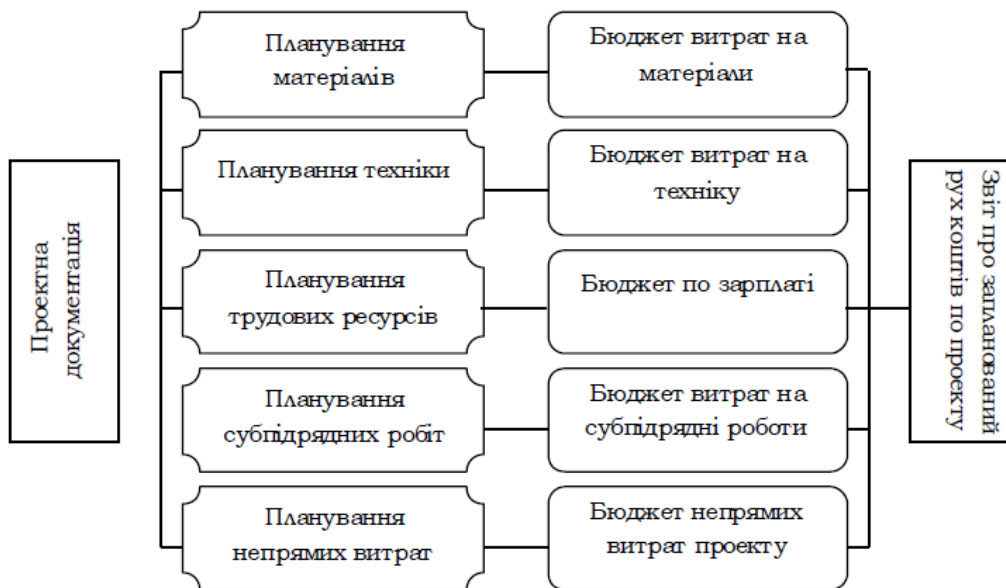 Проектна
документація
Планування
матеріалів
Бюджет витрат на
матеріали
Планування техніки
Бюджет витрат на
техніку
Планування
трудових ресурсів
Бюджет по зарплаті
Планування
субпідрядних робіт
Бюджет витрат на
субпідрядні роботи
Планування
непрямих витрат
Бюджет непрямих
витрат проекту
Звіт про запланований
рух коштів по проекту